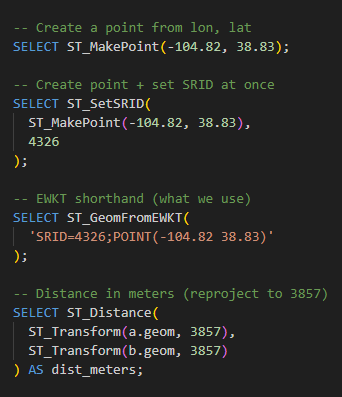 -- Create a point from lon, lat
SELECT ST_MakePoint(-104.82, 38.83);
-- Create point + set SRID at once
SELECT ST_SetSRID(
  ST_MakePoint(-104.82, 38.83),
  4326
);
-- EWKT shorthand (what we use)
SELECT ST_GeomFromEWKT(
  'SRID=4326;POINT(-104.82 38.83)'
);
-- Distance in meters (reproject to 3857)
SELECT ST_Distance(
  ST_Transform(a.geom, 3857),
  ST_Transform(b.geom, 3857)
) AS dist_meters;